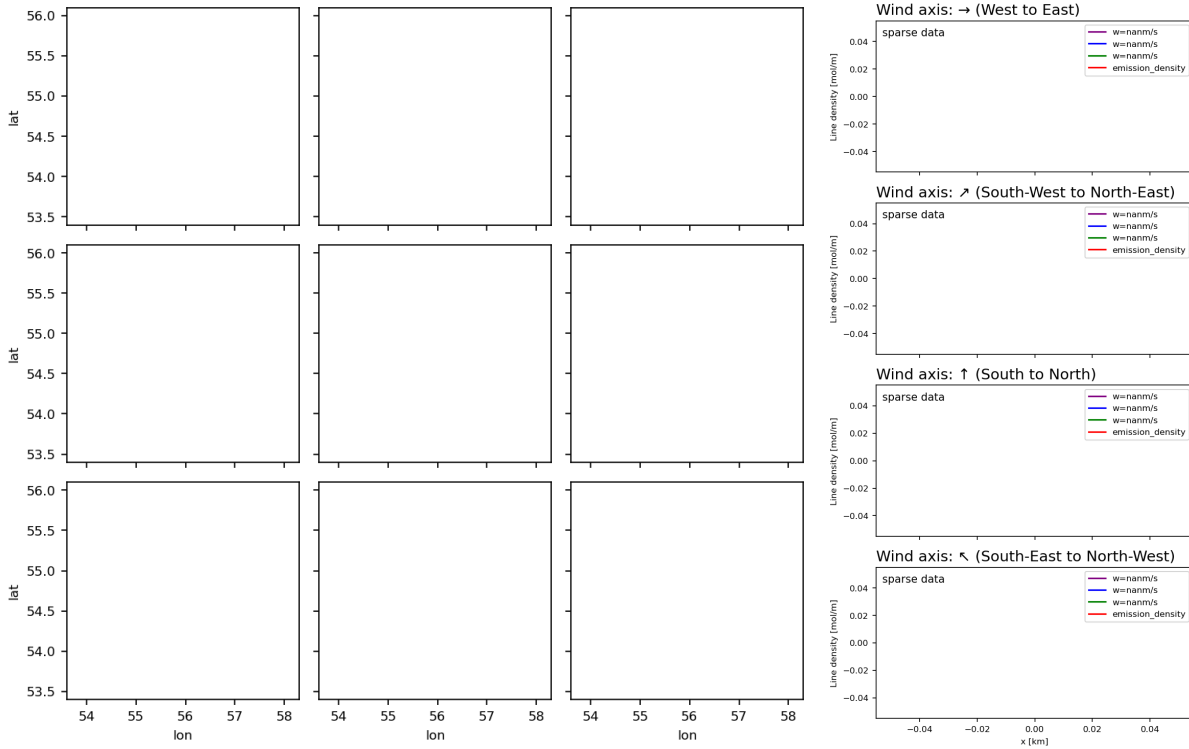 56.0
55.5
55.0
54.5
54.0
53.5
lat
56.0
55.5
55.0
54.5
54.0
53.5
lat
56.0
55.5
55.0
54.5
54.0
53.5
lat
54 55 56 57 58
lon
54 55 56 57 58
lon
54 55 56 57 58
lon
Wind axis: → (West to East)
sparse data
w=nanm/s
w=nanm/s
w=nanm/s
emission_density
0.04
0.02
0.00
−0.02
−0.04
Line density [mol/m]
Wind axis: ↗ (South-West to North-East)
sparse data
w=nanm/s
w=nanm/s
w=nanm/s
emission_density
0.04
0.02
0.00
−0.02
−0.04
Line density [mol/m]
Wind axis: ↑ (South to North)
sparse data
w=nanm/s
w=nanm/s
w=nanm/s
emission_density
0.04
0.02
0.00
−0.02
−0.04
Line density [mol/m]
Wind axis: ↖ (South-East to North-West)
sparse data
w=nanm/s
w=nanm/s
w=nanm/s
emission_density
0.04
0.02
0.00
−0.02
−0.04
Line density [mol/m]
−0.04 −0.02 0.00 0.02 0.04
x [km]